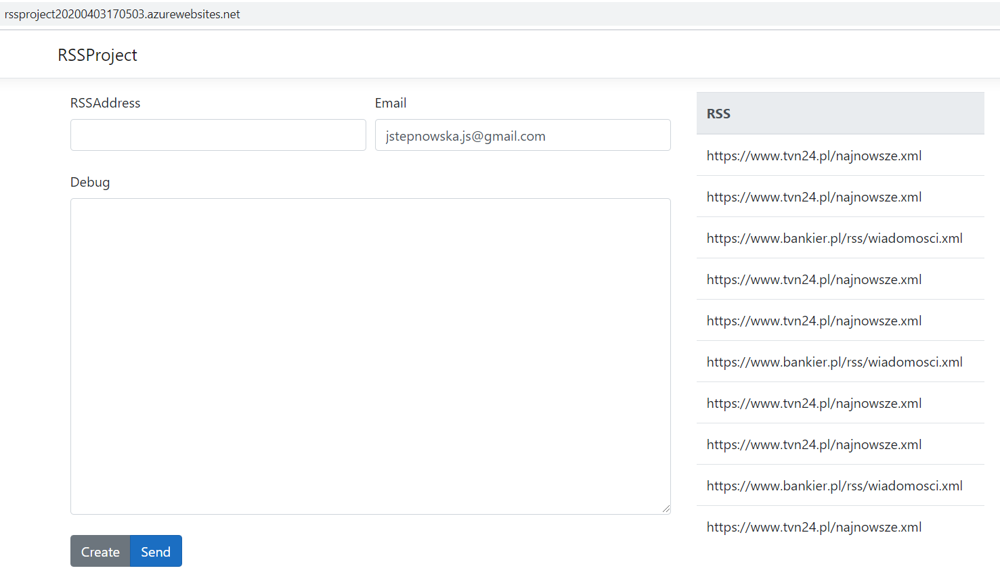 rssproject20200403170503.azurewebsites.net
RSSProject
RSSAddress
Email
jstepnowska.js@gmail.com
Debug
Create
Send
RSS
https://www.tvn24.pl/najnowsze.xml
https://www.tvn24.pl/najnowsze.xml
https://www.bankier.pl/rss/wiadomosci.xml
https://www.tvn24.pl/najnowsze.xml
https://www.tvn24.pl/najnowsze.xml
https://www.bankier.pl/rss/wiadomosci.xml
https://www.tvn24.pl/najnowsze.xml
https://www.tvn24.pl/najnowsze.xml
https://www.bankier.pl/rss/wiadomosci.xml
https://www.tvn24.pl/najnowsze.xml